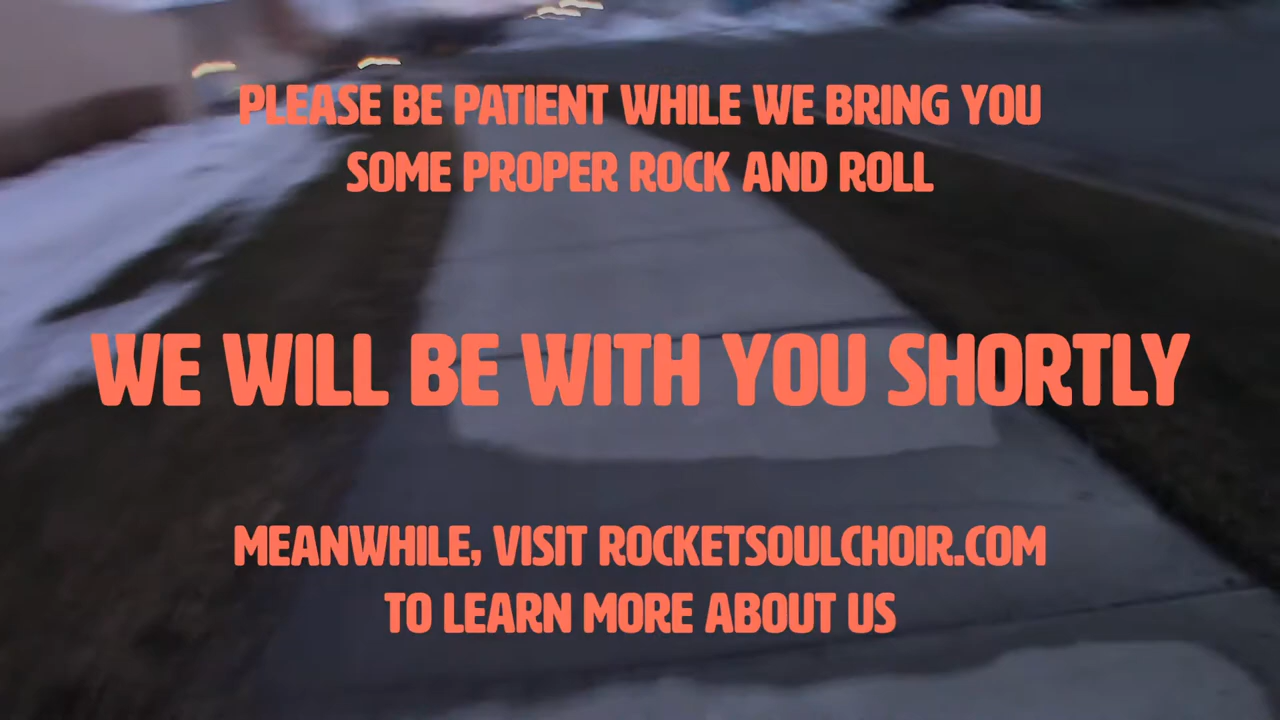 PLEASE BE PATIENT WHILE WE BRING YOU
SOME PROPER ROCK AND ROLL
WE WILL BE WITH YOU SHORTLY
MEANWHILE, VISIT ROCKETSOULCHOIR.COM
TO LEARN MORE ABOUT US